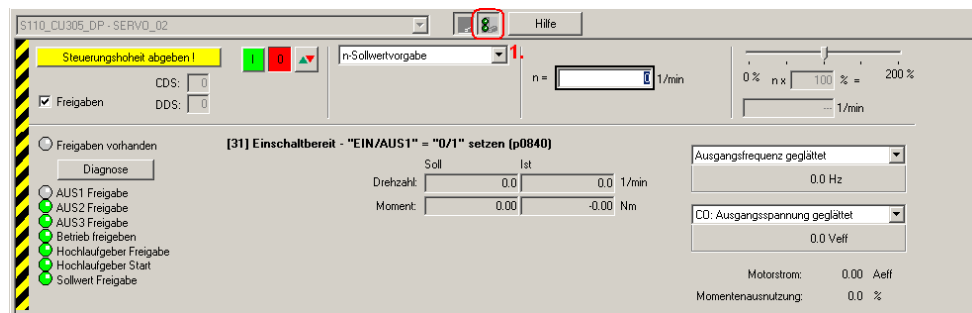 S110_CU305_DP - SERVO_02
Hilfe
Steuerungshoheit abgeben !
I
0
n-Sollwertvorgabe
1.
n =
0
1/min
0 %
n x
100
% =
200 %
---
1/min
CDS:
0
Freigaben
DDS:
0
Freigaben vorhanden
[31] Einschaltbereit - "EIN/AUS1" = "0/1" setzen (p0840)
Diagnose
Soll
Ist
Drehzahl:
0.0
0.0
1/min
Moment:
0.00
-0.00
Nm
AUS1 Freigabe
AUS2 Freigabe
AUS3 Freigabe
Betrieb freigeben
Hochlaufgeber Freigabe
Hochlaufgeber Start
Sollwert Freigabe
Ausgangsfrequenz geglättet
0.0 Hz
CO: Ausgangsspannung geglättet
0.0 Veff
Motorstrom:
0.00
Aeff
Momentenausnutzung:
0.0
%